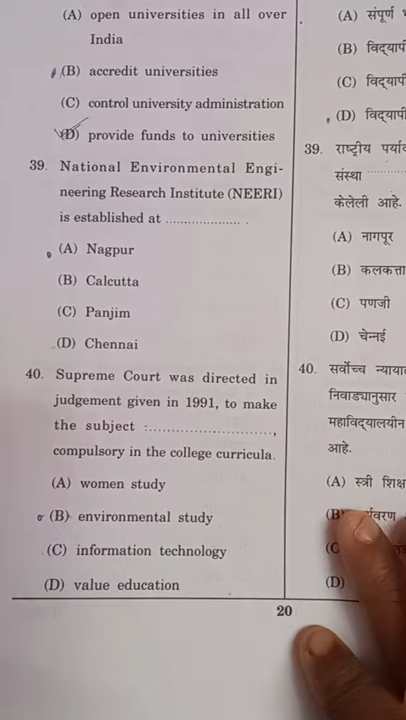 (A) open universities in all over
India
(B) accredit universities
(C) control university administration
(D) provide funds to universities
39. National Environmental Engi-
neering Research Institute (NEERI)
is established at ..................... .
(A) Nagpur
(B) Calcutta
(C) Panjim
(D) Chennai
40. Supreme Court was directed in
judgement given in 1991, to make
the subject :............................,
compulsory in the college curricula.
(A) women study
(B) environmental study
(C) information technology
(D) value education
(A) संपूर्ण
(B)
(C)
(D)
39. राष्ट्रीय
संस्था ..............
केलेली आहे.
(A) नागपूर
(B) कलकत्ता
(C) पणजी
(D) चेन्नई
40. सर्वोच्च
निवाड्यानुसार
महाविद्यालयीन
आहे.
(A) स्त्री
(B)
(C
(D)
20